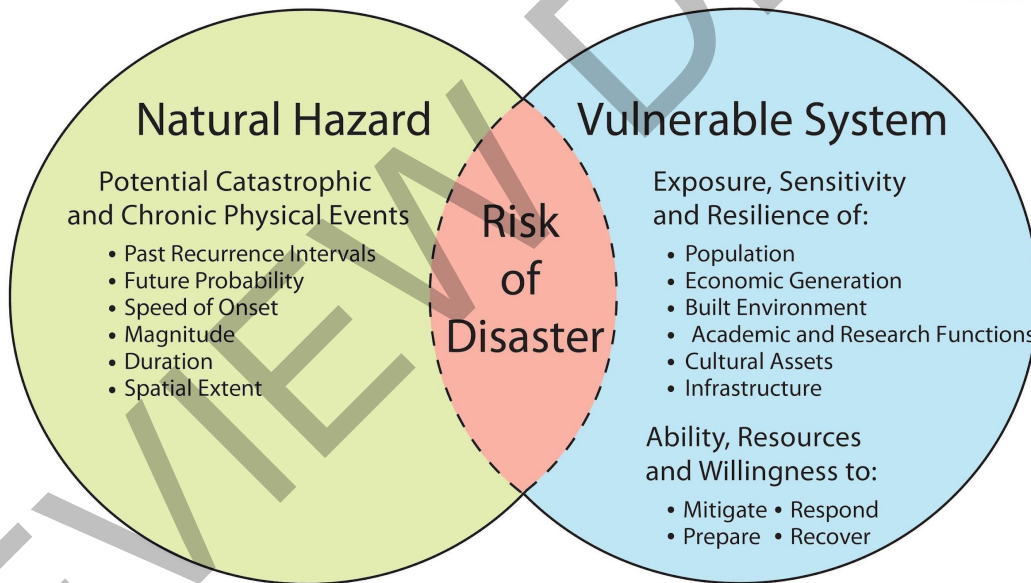 Natural Hazard
Potential Catastrophic
and Chronic Physical Events
• Past Recurrence Intervals
• Future Probability
• Speed of Onset
• Magnitude
• Duration
• Spatial Extent
Risk
of
Disaster
Vulnerable System
Exposure, Sensitivity
and Resilience of:
• Population
• Economic Generation
• Built Environment
• Academic and Research Functions
• Cultural Assets
• Infrastructure
Ability, Resources
and Willingness to:
• Mitigate • Respond
• Prepare • Recover
EVIEW D